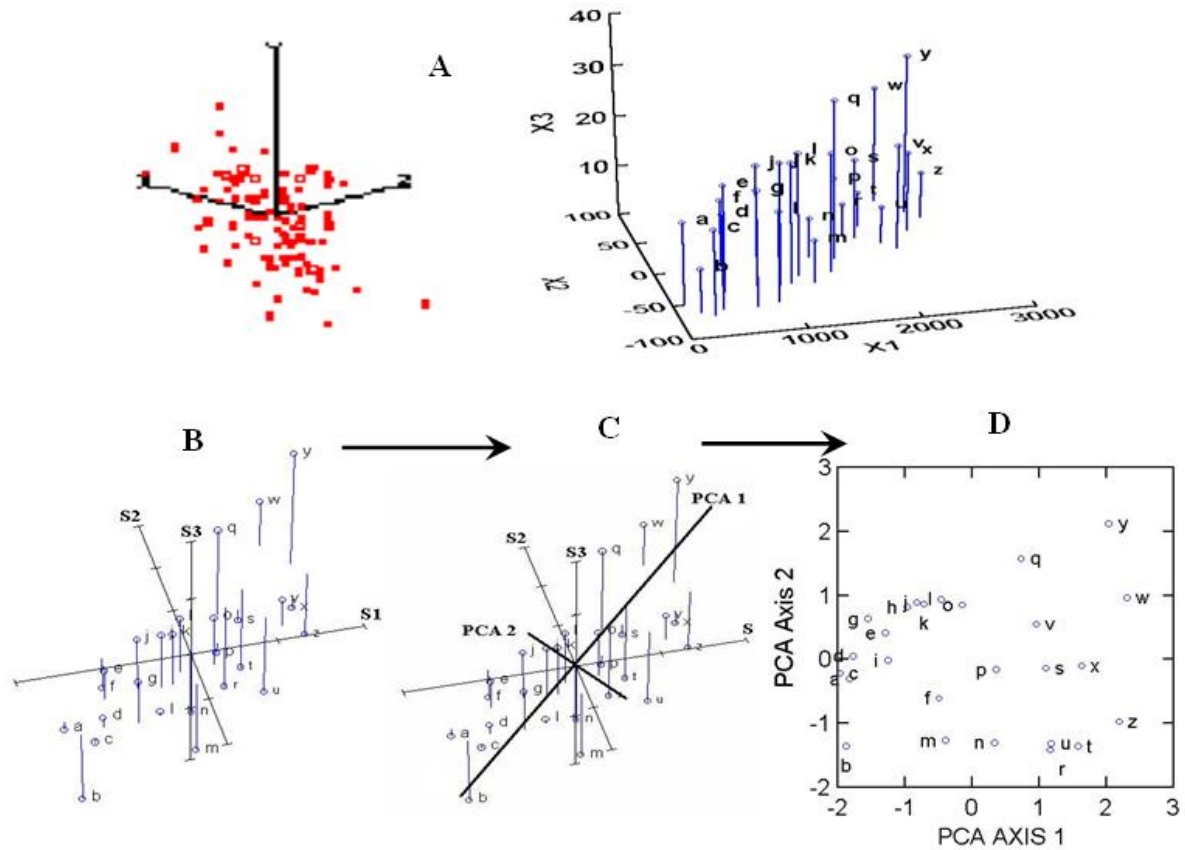 A
40
30
20
10
100
50
0
-50
-100
X3
X2
0
1000
2000
3000
X1
y
w
q
l
o
v
x
j
k
s
z
e
g
p
f
t
a
d
r
u
c
n
b
m
B
C
D
S2
S3
S1
y
w
q
s
x
z
j
k
p
t
e
g
r
u
f
l
n
a
d
c
m
b
PCA 1
PCA 2
S2
S3
S
y
w
q
s
x
z
j
k
p
t
e
g
u
f
l
n
a
d
c
m
b
3
2
1
0
-1
-2
PCA Axis 2
y
q
h
i
l
o
w
g
k
v
e
d
i
p
s
x
a
c
f
z
m
n
u
t
b
r
-2
-1
0
1
2
3
PCA AXIS 1